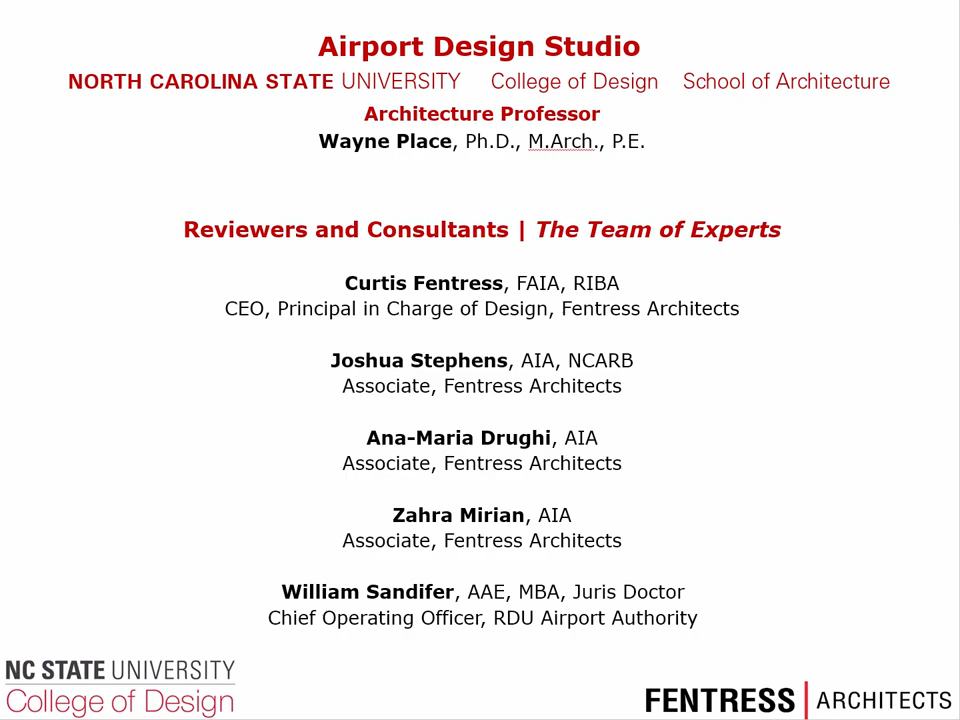 Airport Design Studio
NORTH CAROLINA STATE UNIVERSITY College of Design School of Architecture
Architecture Professor
Wayne Place, Ph.D., M.Arch., P.E.
Reviewers and Consultants | The Team of Experts
Curtis Fentress, FAIA, RIBA
CEO, Principal in Charge of Design, Fentress Architects
Joshua Stephens, AIA, NCARB
Associate, Fentress Architects
Ana-Maria Drughi, AIA
Associate, Fentress Architects
Zahra Mirian, AIA
Associate, Fentress Architects
William Sandifer, AAE, MBA, Juris Doctor
Chief Operating Officer, RDU Airport Authority
NC STATE UNIVERSITY
College of Design
FENTRESS | ARCHITECTS